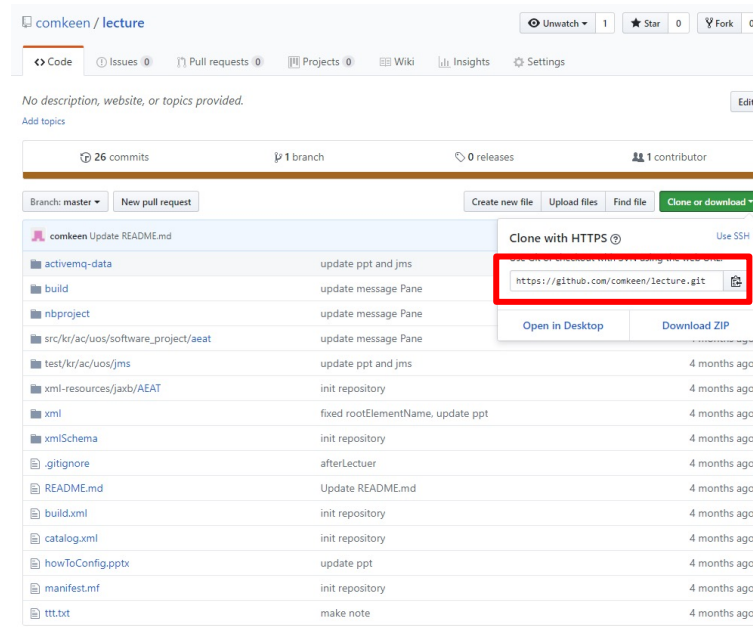 comkeen / lecture
Unwatch 1 Star 0 Fork 0
Code Issues 0 Pull requests 0 Projects 0 Wiki Insights Settings
No description, website, or topics provided.
Edit
Add topics
26 commits 1 branch 0 releases 1 contributor
Branch: master New pull request Create new file Upload files Find file Clone or download
comkeen Update README.md
Clone with HTTPS Use SSH
https://github.com/comkeen/lecture.git
Open in Desktop Download ZIP
activemq-data update ppt and jms
build update message Pane
nbproject update message Pane
src/kr/ac/uos/software_project/aeat update message Pane
test/kr/ac/uos/jms update ppt and jms 4 months ago
xml-resources/jaxb/AEAT init repository 4 months ago
xml fixed rootElementName, update ppt 4 months ago
xmlSchema init repository 4 months ago
.gitignore afterLectuer 4 months ago
README.md Update README.md 4 months ago
build.xml init repository 4 months ago
catalog.xml init repository 4 months ago
howToConfig.pptx update ppt 4 months ago
manifest.mf init repository 4 months ago
ttt.txt make note 4 months ago